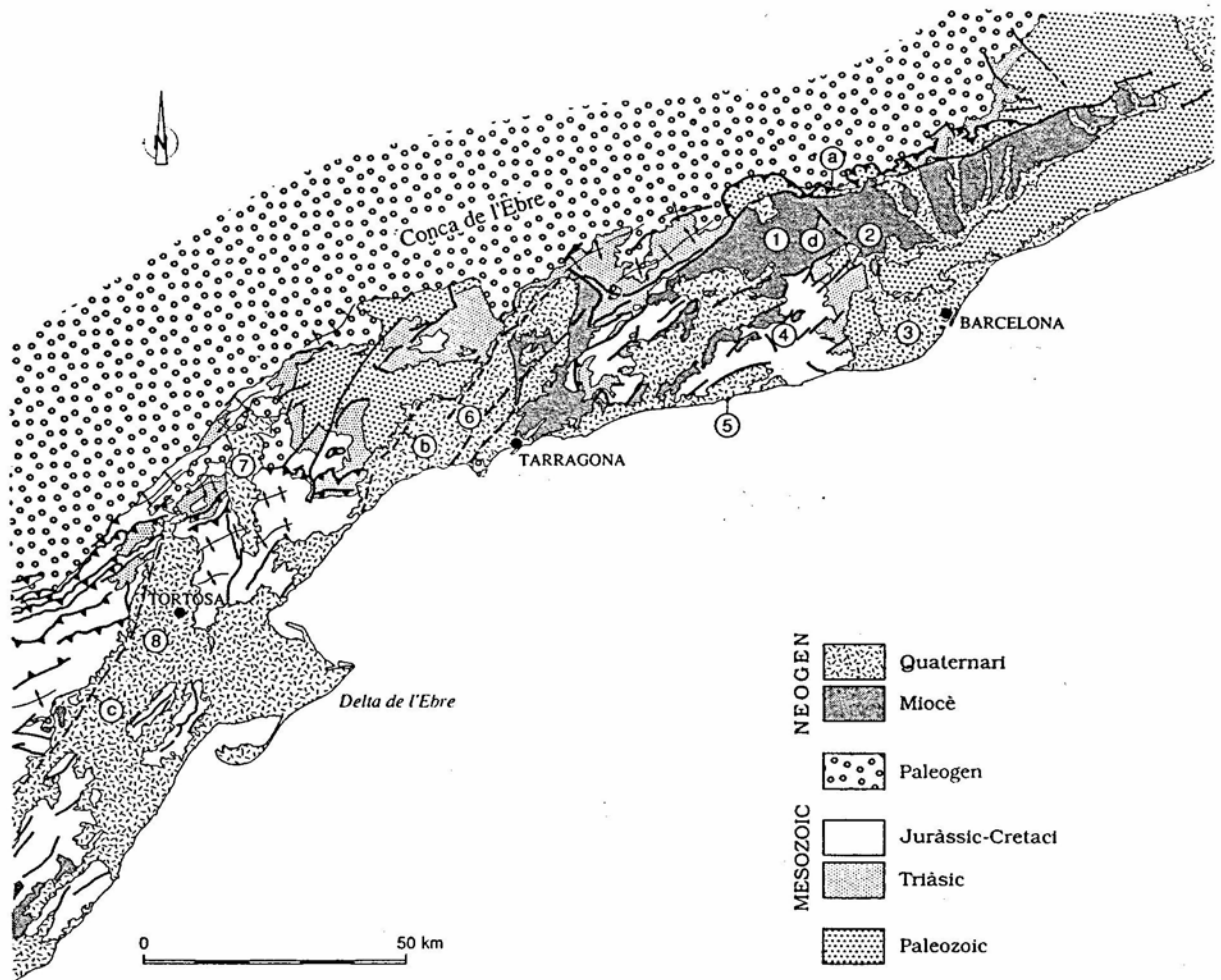 N
Conca de l'Ebre
a
1
d
2
BARCELONA
3
4
5
6
b
TARRAGONA
7
TORTOSA
8
c
Delta de l'Ebre
NEOGEN
Quaternari
Miocè
Paleogen
MESOZOIC
Juràssic-Cretaci
Triàsic
Paleozoic
0 50 km